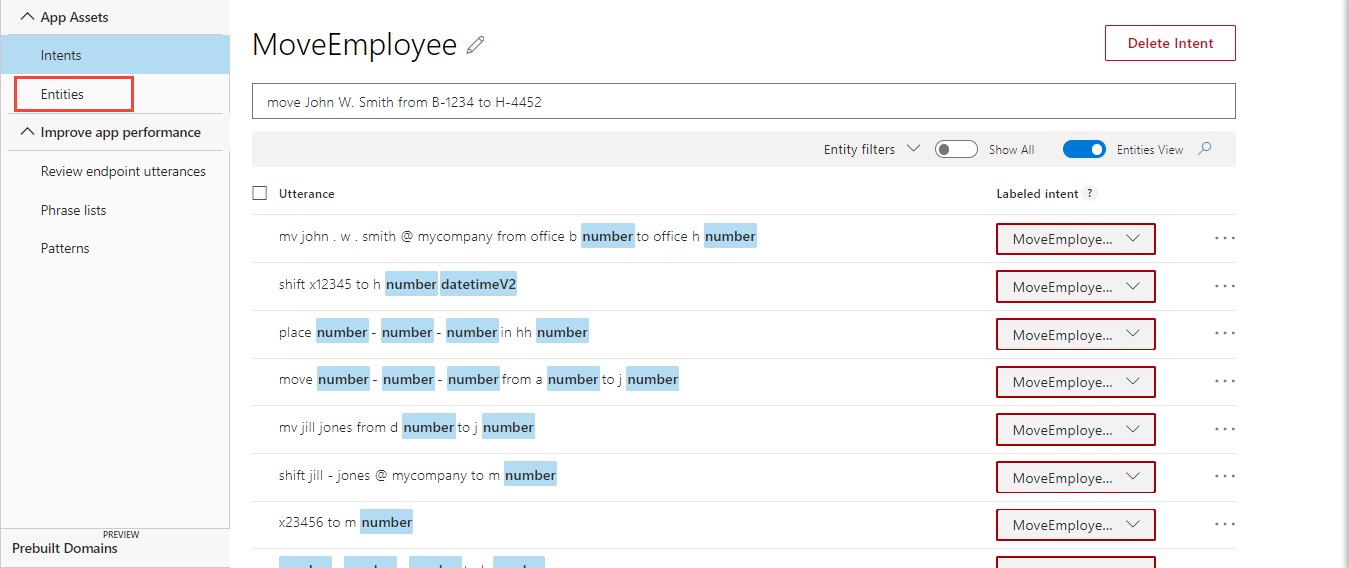 App Assets
Intents
Entities
Improve app performance
Review endpoint utterances
Phrase lists
Patterns
PREVIEW
Prebuilt Domains
MoveEmployee
Delete Intent
move John W. Smith from B-1234 to H-4452
Entity filters Show All Entities View
Utterance Labeled intent ?
mv john . w . smith @ mycompany from office b number to office h number MoveEmploye... ...
shift x12345 to h number datetimeV2 MoveEmploye... ...
place number - number - number in hh number MoveEmploye... ...
move number - number - number from a number to j number MoveEmploye... ...
mv jill jones from d number to j number MoveEmploye... ...
shift jill - jones @ mycompany to m number MoveEmploye... ...
x23456 to m number MoveEmploye... ...